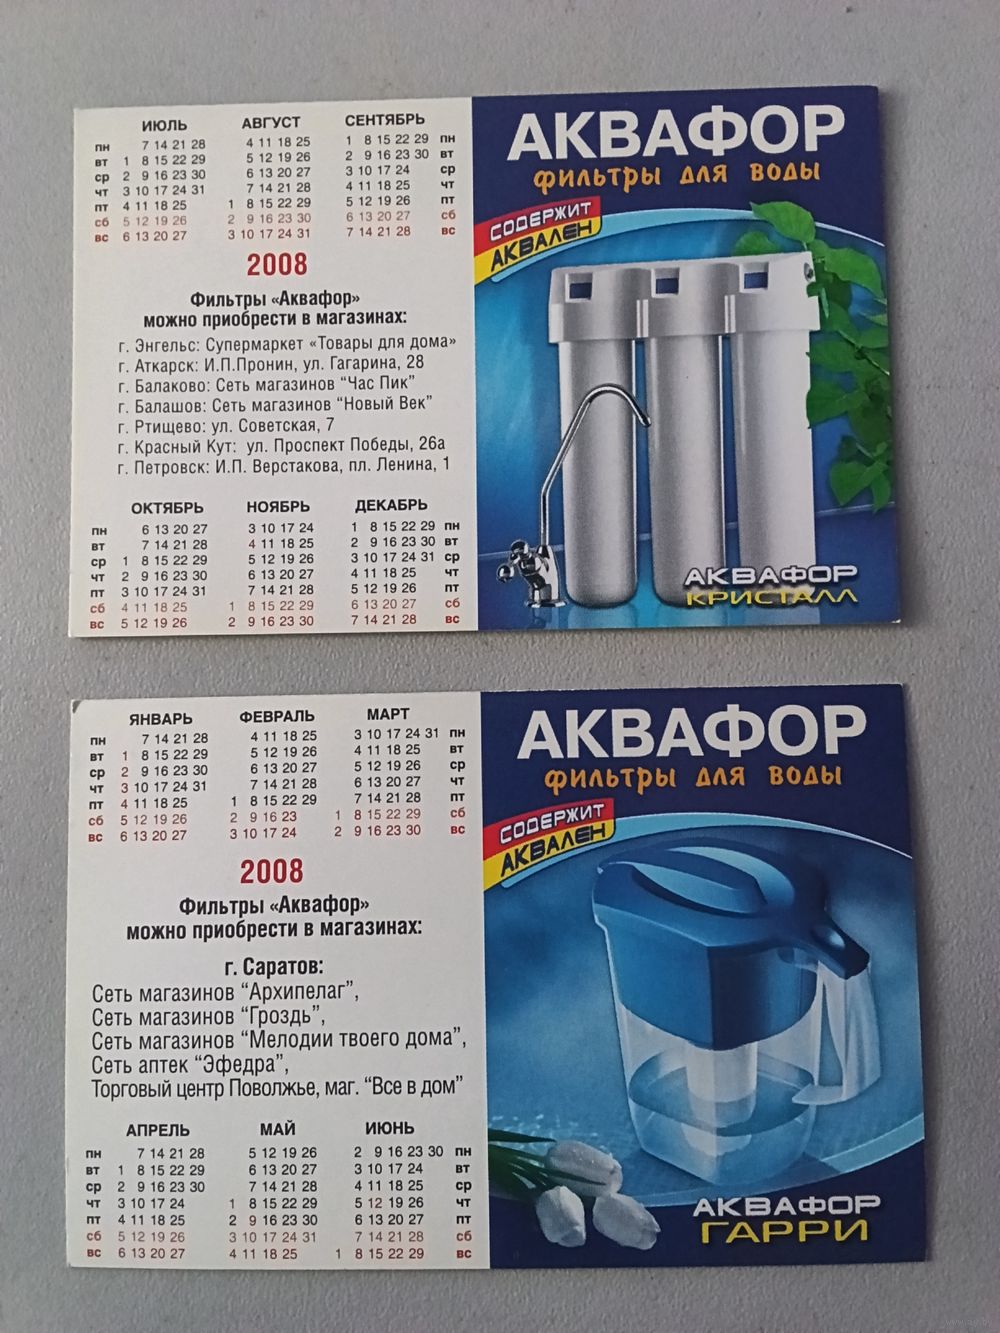 ИЮЛЬ АВГУСТ СЕНТЯБРЬ
пн 7 14 21 28 4 11 18 25 1 8 15 22 29 пн
вт 1 8 15 22 29 5 12 19 26 2 9 16 23 30 вт
ср 2 9 16 23 30 6 13 20 27 3 10 17 24 ср
чт 3 10 17 24 31 7 14 21 28 4 11 18 25 чт
пт 4 11 18 25 1 8 15 22 29 5 12 19 26 пт
сб 5 12 19 26 2 9 16 23 30 6 13 20 27 сб
вс 6 13 20 27 3 10 17 24 31 7 14 21 28 вс
2008
Фильтры «Аквафор»
можно приобрести в магазинах:
г. Энгельс: Супермаркет «Товары для дома»
г. Аткарск: И.П.Пронин, ул. Гагарина, 28
г. Балаково: Сеть магазинов “Час Пик”
г. Балашов: Сеть магазинов “Новый Век”
г. Ртищево: ул. Советская, 7
г. Красный Кут: ул. Проспект Победы, 26а
г. Петровск: И.П. Верстакова, пл. Ленина, 1
ОКТЯБРЬ НОЯБРЬ ДЕКАБРЬ
пн 6 13 20 27 3 10 17 24 1 8 15 22 29 пн
вт 7 14 21 28 4 11 18 25 2 9 16 23 30 вт
ср 1 8 15 22 29 5 12 19 26 3 10 17 24 31 ср
чт 2 9 16 23 30 6 13 20 27 4 11 18 25 чт
пт 3 10 17 24 31 7 14 21 28 5 12 19 26 пт
сб 4 11 18 25 1 8 15 22 29 6 13 20 27 сб
вс 5 12 19 26 2 9 16 23 30 7 14 21 28 вс
АКВАФОР
фильтры для воды
СОДЕРЖИТ
АКВАЛЕН
АКВАФОР
КРИСТАЛЛ
ЯНВАРЬ ФЕВРАЛЬ МАРТ
пн 7 14 21 28 4 11 18 25 3 10 17 24 31 пн
вт 1 8 15 22 29 5 12 19 26 4 11 18 25 вт
ср 2 9 16 23 30 6 13 20 27 5 12 19 26 ср
чт 3 10 17 24 31 7 14 21 28 6 13 20 27 чт
пт 4 11 18 25 1 8 15 22 29 7 14 21 28 пт
сб 5 12 19 26 2 9 16 23 1 8 15 22 29 сб
вс 6 13 20 27 3 10 17 24 2 9 16 23 30 вс
2008
Фильтры «Аквафор»
можно приобрести в магазинах:
г. Саратов:
Сеть магазинов “Архипелаг”,
Сеть магазинов “Гроздь”,
Сеть магазинов “Мелодии твоего дома”,
Сеть аптек “Эфедра”,
Торговый центр Поволжье, маг. “Все в дом”
АПРЕЛЬ МАЙ ИЮНЬ
пн 7 14 21 28 5 12 19 26 2 9 16 23 30 пн
вт 1 8 15 22 29 6 13 20 27 3 10 17 24 вт
ср 2 9 16 23 30 7 14 21 28 4 11 18 25 ср
чт 3 10 17 24 1 8 15 22 29 5 12 19 26 чт
пт 4 11 18 25 2 9 16 23 30 6 13 20 27 пт
сб 5 12 19 26 3 10 17 24 31 7 14 21 28 сб
вс 6 13 20 27 4 11 18 25 1 8 15 22 29 вс
АКВАФОР
фильтры для воды
СОДЕРЖИТ
АКВАЛЕН
АКВАФОР
ГАРРИ